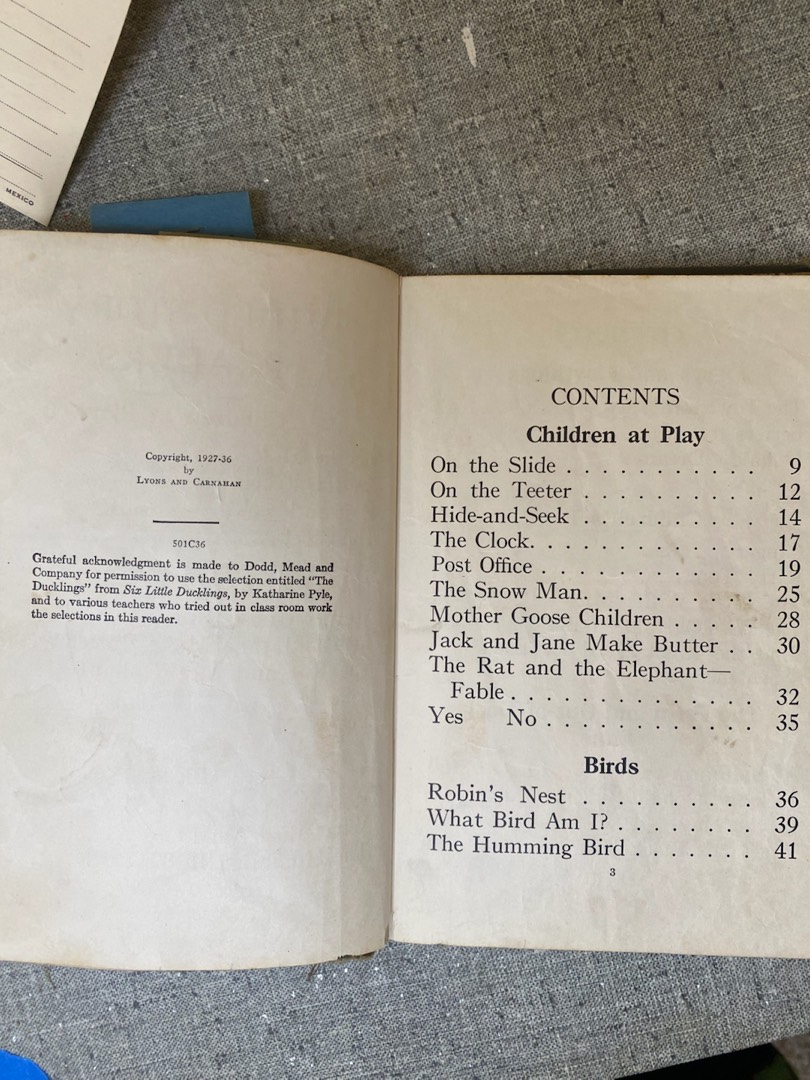 MEXICO
Copyright, 1927-36
by
LYONS AND CARNAHAN
501C36
Grateful acknowledgment is made to Dodd, Mead and
Company for permission to use the selection entitled “The
Ducklings” from Six Little Ducklings, by Katharine Pyle,
and to various teachers who tried out in class room work
the selections in this reader.
CONTENTS
Children at Play
On the Slide . . . . . . . . . . . 9
On the Teeter . . . . . . . . . . 12
Hide-and-Seek . . . . . . . . . . 14
The Clock. . . . . . . . . . . . . 17
Post Office . . . . . . . . . . . . 19
The Snow Man. . . . . . . . . . 25
Mother Goose Children . . . . . 28
Jack and Jane Make Butter . . 30
The Rat and the Elephant—
Fable . . . . . . . . . . . . . . 32
Yes No . . . . . . . . . . . 35
Birds
Robin's Nest . . . . . . . . . . 36
What Bird Am I? . . . . . . . . 39
The Humming Bird . . . . . . . 41
3